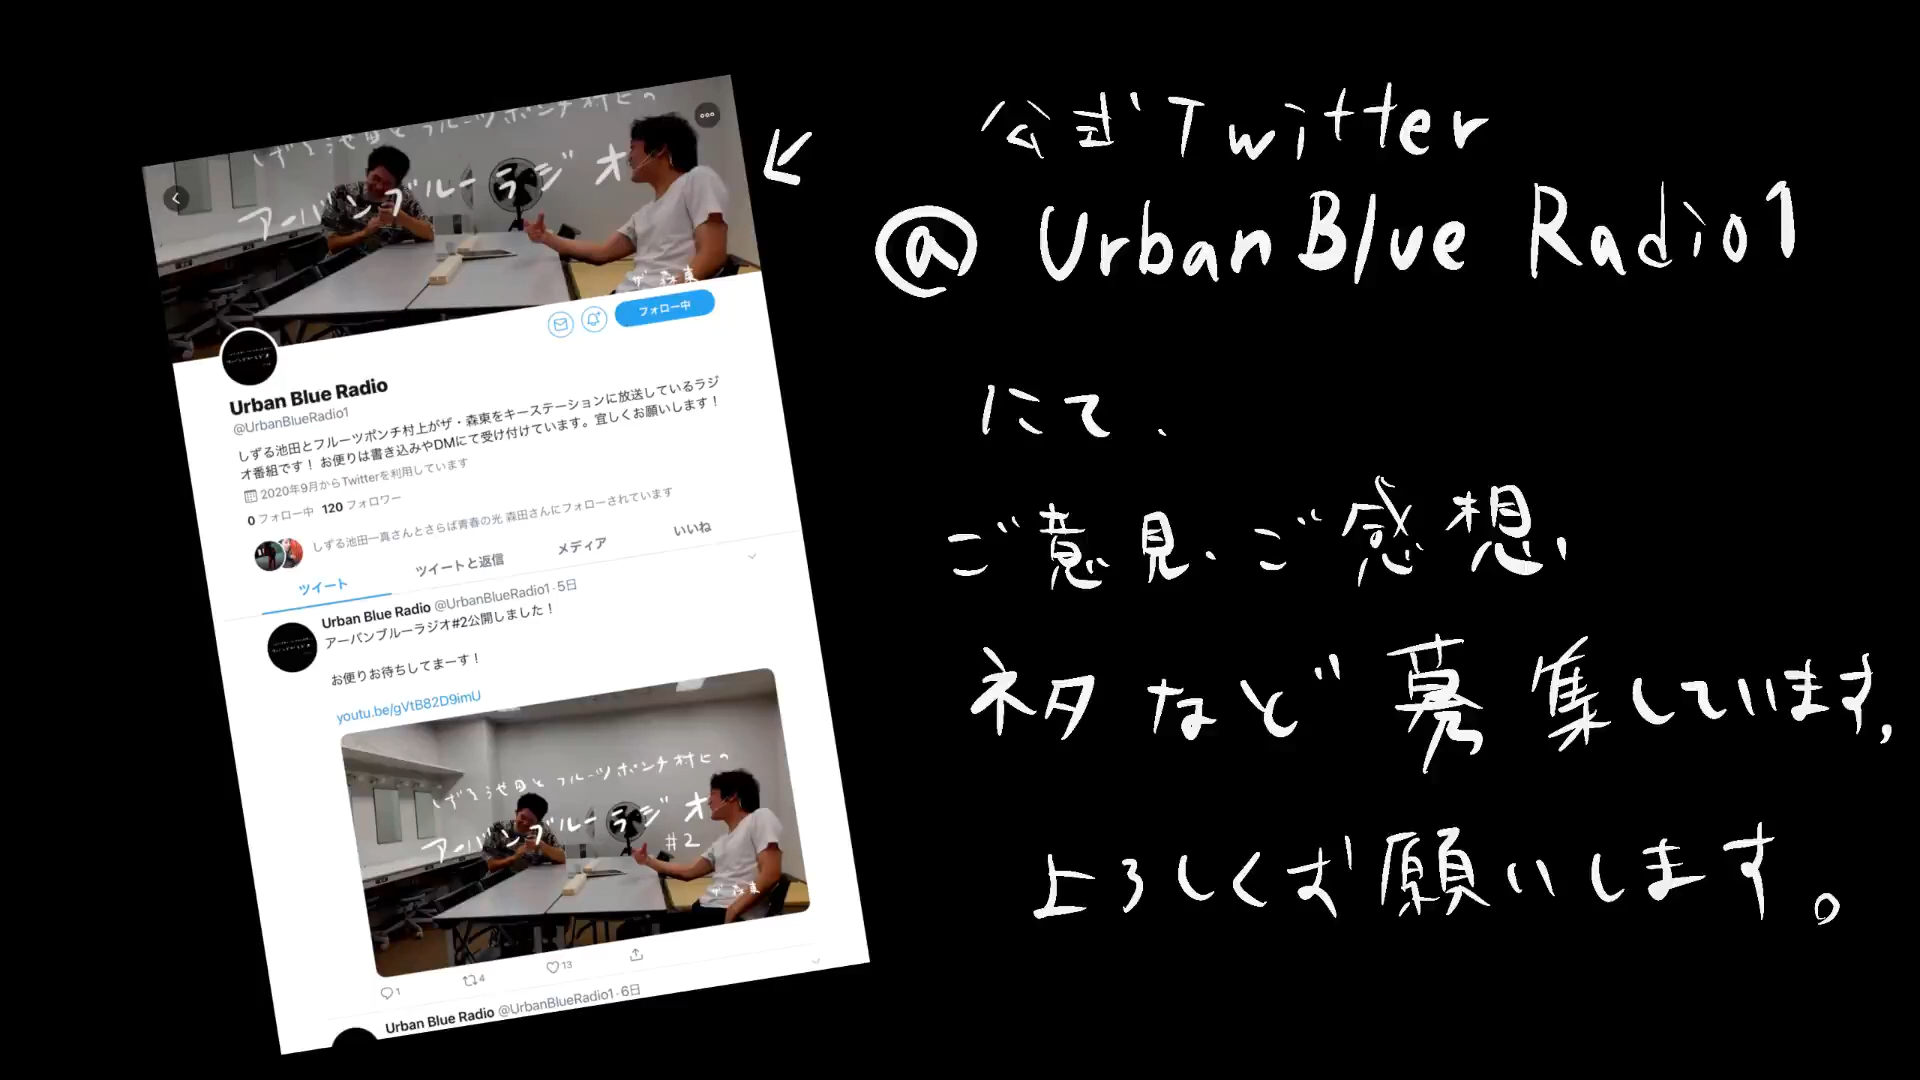 しずる池田とフルーツポンチ村上の
アーバンブルーラジオ
ザ・森東
フォロー中
Urban Blue Radio
@UrbanBlueRadio1
しずる池田とフルーツポンチ村上がザ・森東をキーステーションに放送しているラジ
オ番組です！ お便りは書き込みやDMにて受け付けています。宜しくお願いします！
2020年9月からTwitterを利用しています
0 フォロー中 120 フォロワー
しずる池田一真さんとさらば青春の光 森田さんにフォローされています
ツイート ツイートと返信 メディア いいね
Urban Blue Radio @UrbanBlueRadio1·5日
アーバンブルーラジオ#2公開しました！
お便りお待ちしてまーす！
youtu.be/gVtB82D9imU
しずる池田とフルーツポンチ村上の
アーバンブルーラジオ
#2
ザ・森東
1 4 13
Urban Blue Radio @UrbanBlueRadio1·6日
公式Twitter
@UrbanBlue Radio1
にて、
ご意見、ご感想、
ネタなど募集しています、
上ろしくお願いします。